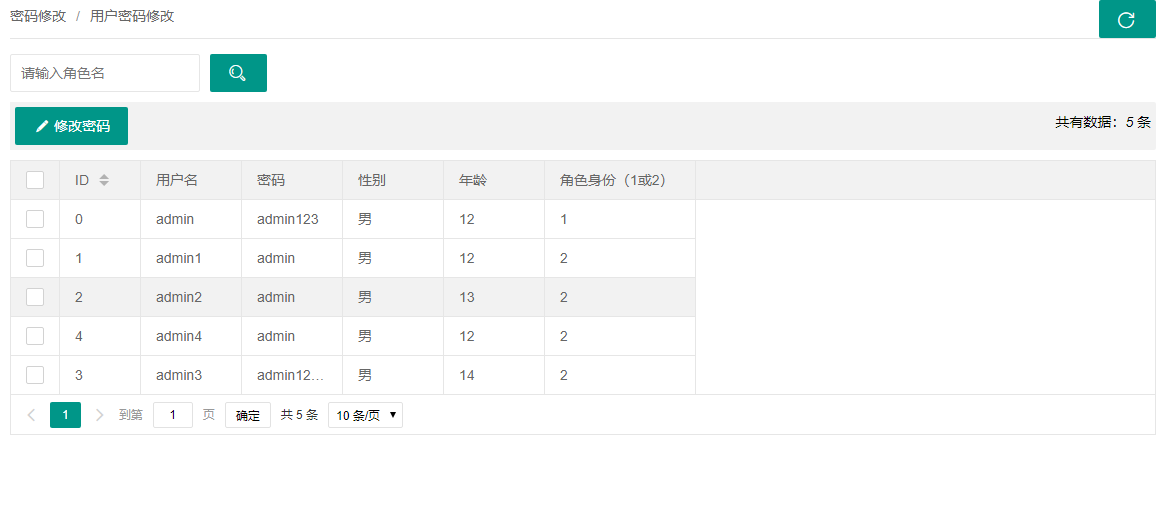 密码修改 / 用户密码修改
请输入角色名
修改密码 共有数据：5 条
ID 用户名 密码 性别 年龄 角色身份（1或2）
0 admin admin123 男 12 1
1 admin1 admin 男 12 2
2 admin2 admin 男 13 2
4 admin4 admin 男 12 2
3 admin3 admin12... 男 14 2
1 到第 1 页 确定 共 5 条 10 条/页